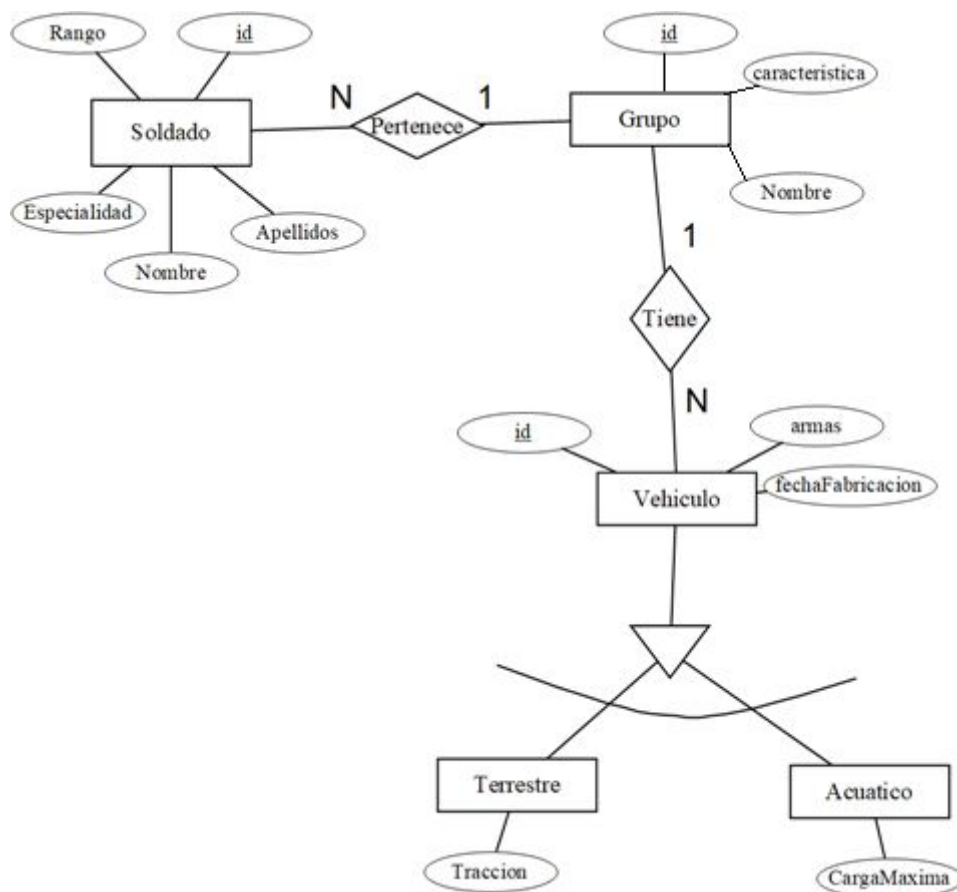 Rango
id
id
caracteristica
N
1
Soldado
Pertenece
Grupo
Especialidad
Apellidos
Nombre
Nombre
1
Tiene
N
id
armas
fechaFabricacion
Vehiculo
Terrestre
Acuatico
Traccion
CargaMaxima